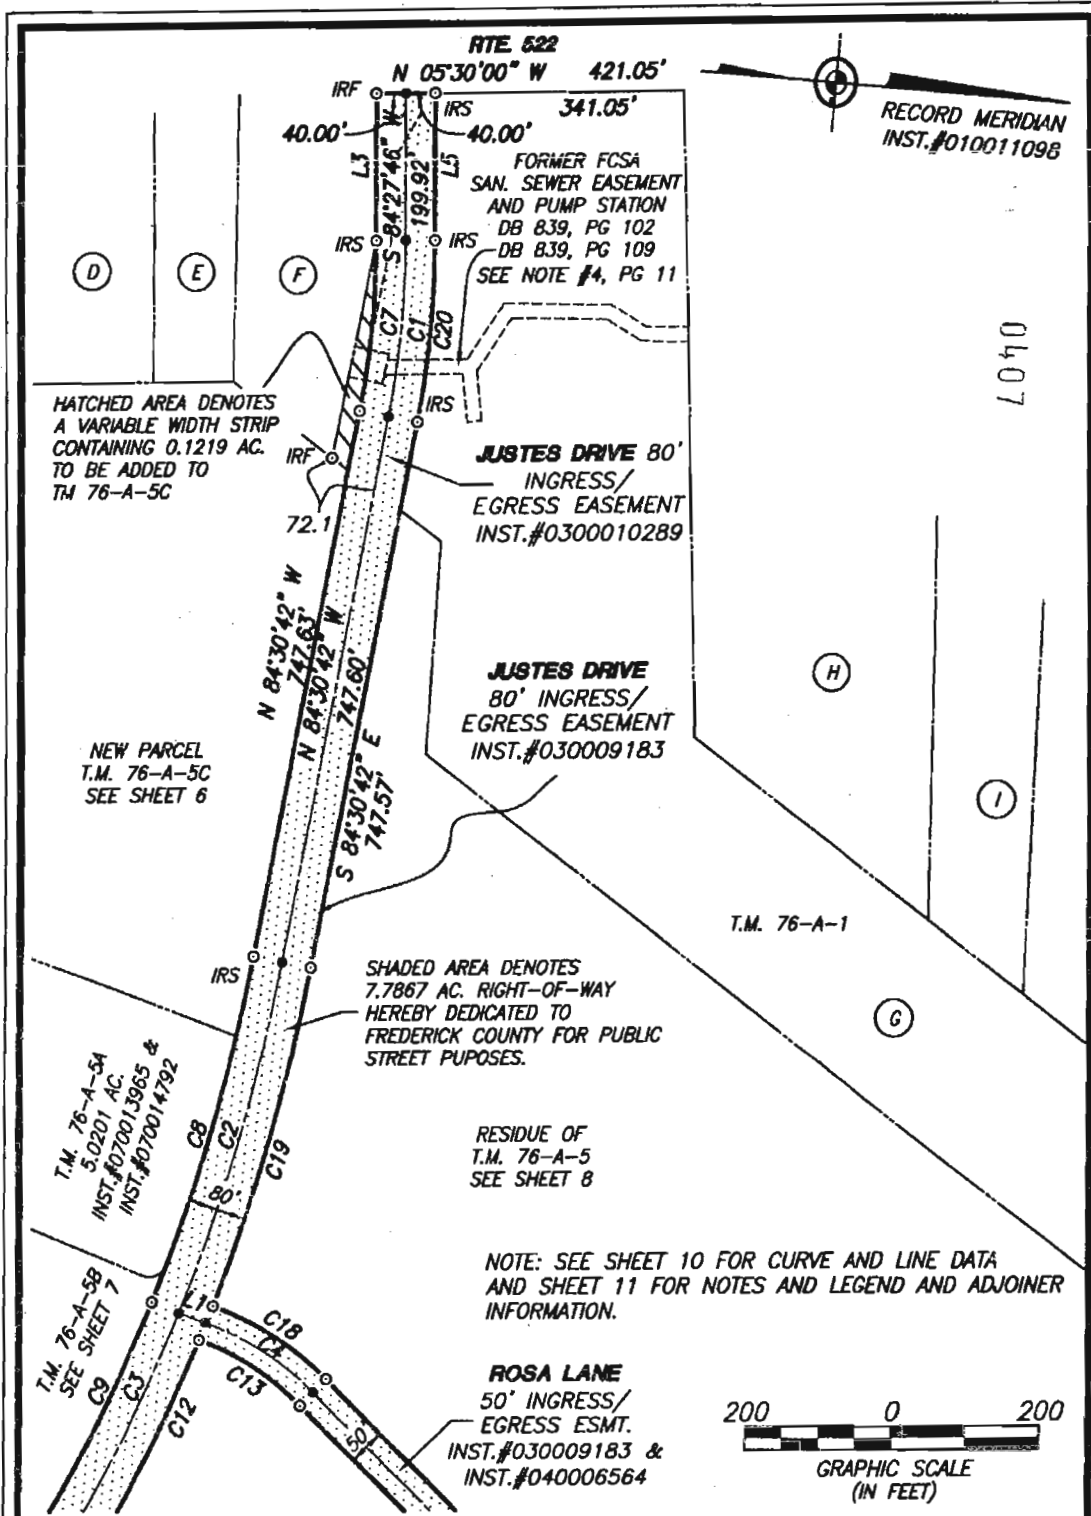 RTE. 522
N 05°30'00" W 421.05'
IRF
IRS
341.05'
40.00'
40.00'
RECORD MERIDIAN
INST.#010011098
L3
S 84°27'46" W
199.92'
L5
FORMER FCSA
SAN. SEWER EASEMENT
AND PUMP STATION
DB 839, PG 102
DB 839, PG 109
SEE NOTE #4, PG 11
IRS
IRS
D
E
F
C7
C1
C20
0407
HATCHED AREA DENOTES
A VARIABLE WIDTH STRIP
CONTAINING 0.1219 AC.
TO BE ADDED TO
TM 76-A-5C
IRS
IRF
72.1
JUSTES DRIVE 80'
INGRESS/
EGRESS EASEMENT
INST.#0300010289
N 84°30'42" W
747.63'
N 84°30'42" W
747.60'
S 84°30'42" E
747.57'
JUSTES DRIVE
80' INGRESS/
EGRESS EASEMENT
INST.#030009183
H
I
NEW PARCEL
T.M. 76-A-5C
SEE SHEET 6
T.M. 76-A-1
G
IRS
SHADED AREA DENOTES
7.7867 AC. RIGHT-OF-WAY
HEREBY DEDICATED TO
FREDERICK COUNTY FOR PUBLIC
STREET PUPOSES.
T.M. 76-A-5A
5.0201 AC.
INST.#070013965 &
INST.#070014792
C8
C2
C19
80'
RESIDUE OF
T.M. 76-A-5
SEE SHEET 8
NOTE: SEE SHEET 10 FOR CURVE AND LINE DATA
AND SHEET 11 FOR NOTES AND LEGEND AND ADJOINER
INFORMATION.
T.M. 76-A-5B
SEE SHEET 7
L1
C18
C4
C13
C9
C3
C12
50'
ROSA LANE
50' INGRESS/
EGRESS ESMT.
INST.#030009183 &
INST.#040006564
200 0 200
GRAPHIC SCALE
(IN FEET)